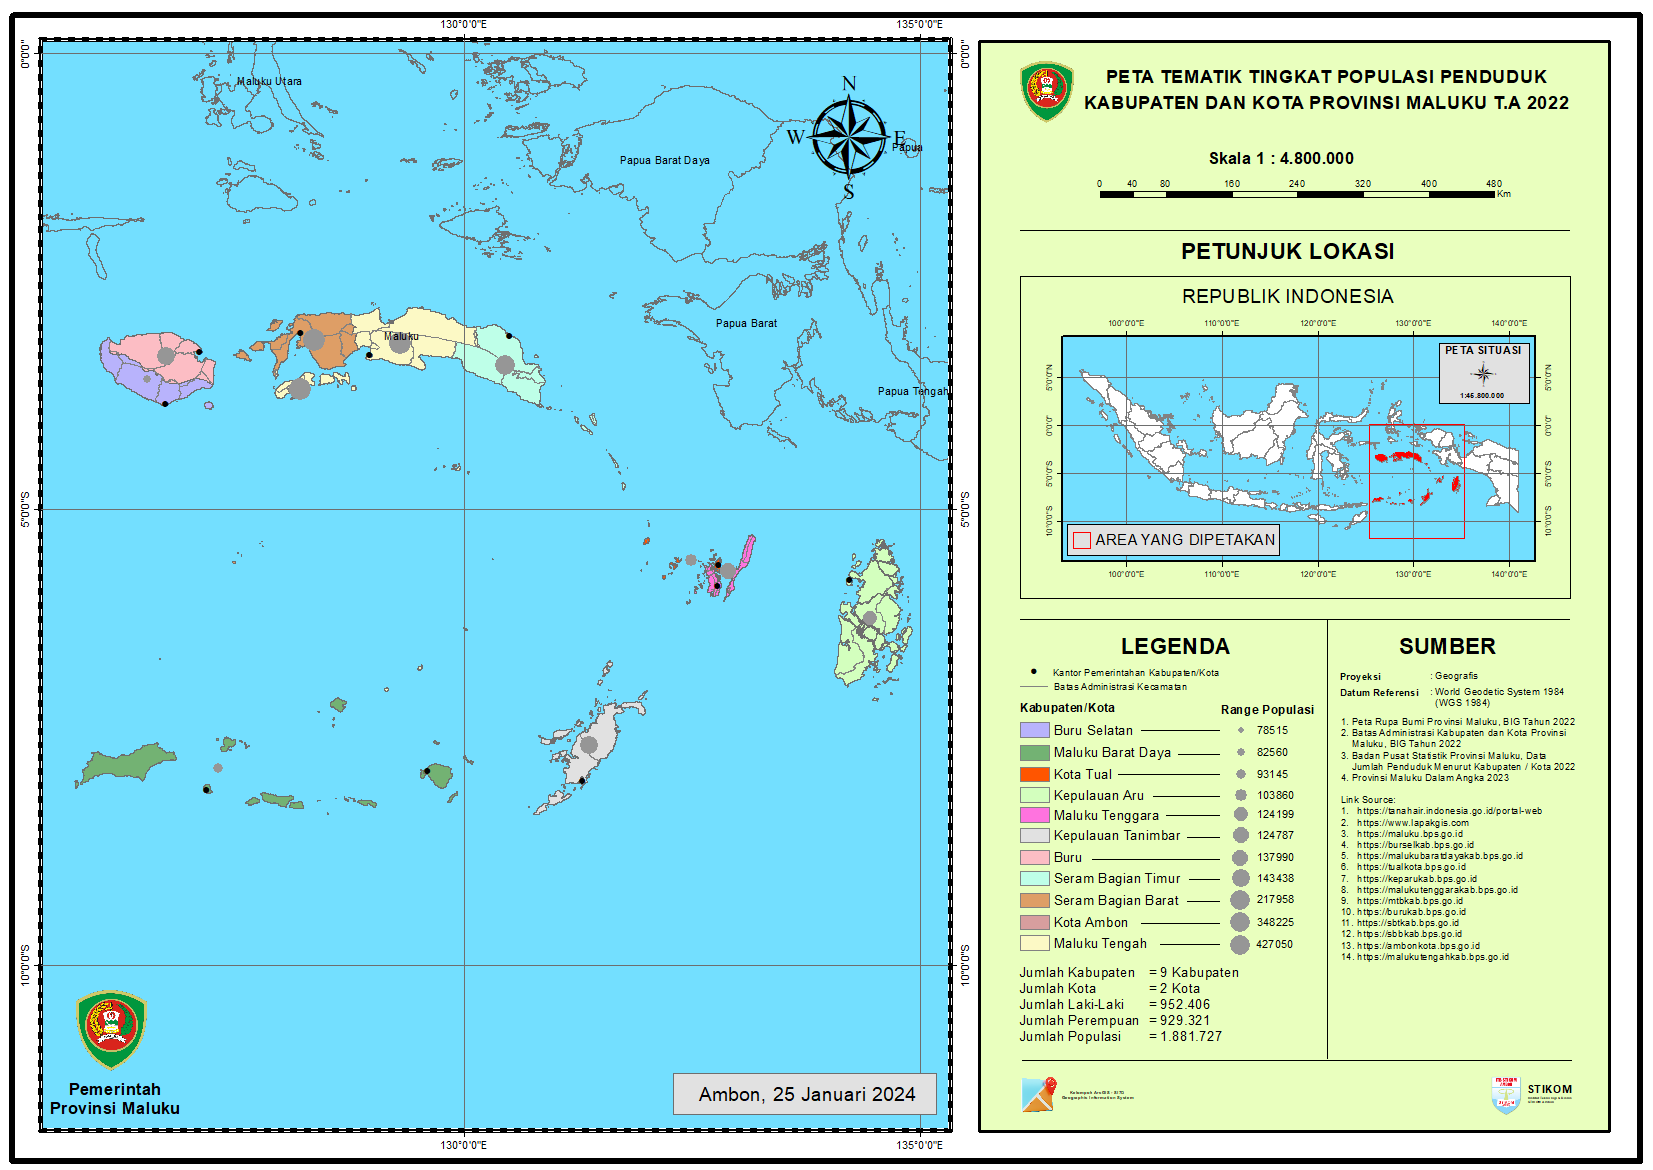 130°0'0"E
135°0'0"E
0°0'0"
0°0'0"
5°0'0"S
5°0'0"S
10°0'0"S
10°0'0"S
130°0'0"E
135°0'0"E
Maluku Utara
N
W
E
S
Papua
Papua Barat Daya
Papua Barat
Maluku
Papua Tengah
Pemerintah
Provinsi Maluku
Ambon, 25 Januari 2024
PETA TEMATIK TINGKAT POPULASI PENDUDUK
KABUPATEN DAN KOTA PROVINSI MALUKU T.A 2022
Skala 1 : 4.800.000
0 40 80 160 240 320 400 480
Km
PETUNJUK LOKASI
REPUBLIK INDONESIA
100°0'0"E 110°0'0"E 120°0'0"E 130°0'0"E 140°0'0"E
5°0'0"N
0°0'0"
5°0'0"S
10°0'0"S
5°0'0"N
0°0'0"
5°0'0"S
10°0'0"S
PETA SITUASI
1:46.800.000
AREA YANG DIPETAKAN
100°0'0"E 110°0'0"E 120°0'0"E 130°0'0"E 140°0'0"E
LEGENDA
Kantor Pemerintahan Kabupaten/Kota
Batas Administrasi Kecamatan
Kabupaten/Kota Range Populasi
Buru Selatan 78515
Maluku Barat Daya 82560
Kota Tual 93145
Kepulauan Aru 103860
Maluku Tenggara 124199
Kepulauan Tanimbar 124787
Buru 137990
Seram Bagian Timur 143438
Seram Bagian Barat 217958
Kota Ambon 348225
Maluku Tengah 427050
Jumlah Kabupaten = 9 Kabupaten
Jumlah Kota = 2 Kota
Jumlah Laki-Laki = 952.406
Jumlah Perempuan = 929.321
Jumlah Populasi = 1.881.727
SUMBER
Proyeksi : Geografis
Datum Referensi : World Geodetic System 1984
(WGS 1984)
1. Peta Rupa Bumi Provinsi Maluku, BIG Tahun 2022
2. Batas Administrasi Kabupaten dan Kota Provinsi
Maluku, BIG Tahun 2022
3. Badan Pusat Statistik Provinsi Maluku, Data
Jumlah Penduduk Menurut Kabupaten / Kota 2022
4. Provinsi Maluku Dalam Angka 2023
Link Source:
1. https://tanahair.indonesia.go.id/portal-web
2. https://www.lapakgis.com
3. https://maluku.bps.go.id
4. https://burselkab.bps.go.id
5. https://malukubaratdayakab.bps.go.id
6. https://tualkota.bps.go.id
7. https://keparukab.bps.go.id
8. https://malukutenggarakab.bps.go.id
9. https://mtbkab.bps.go.id
10. https://burukab.bps.go.id
11. https://sbtkab.bps.go.id
12. https://sbbkab.bps.go.id
13. https://ambonkota.bps.go.id
14. https://malukutengahkab.bps.go.id
Geographic Information System
STIKOM